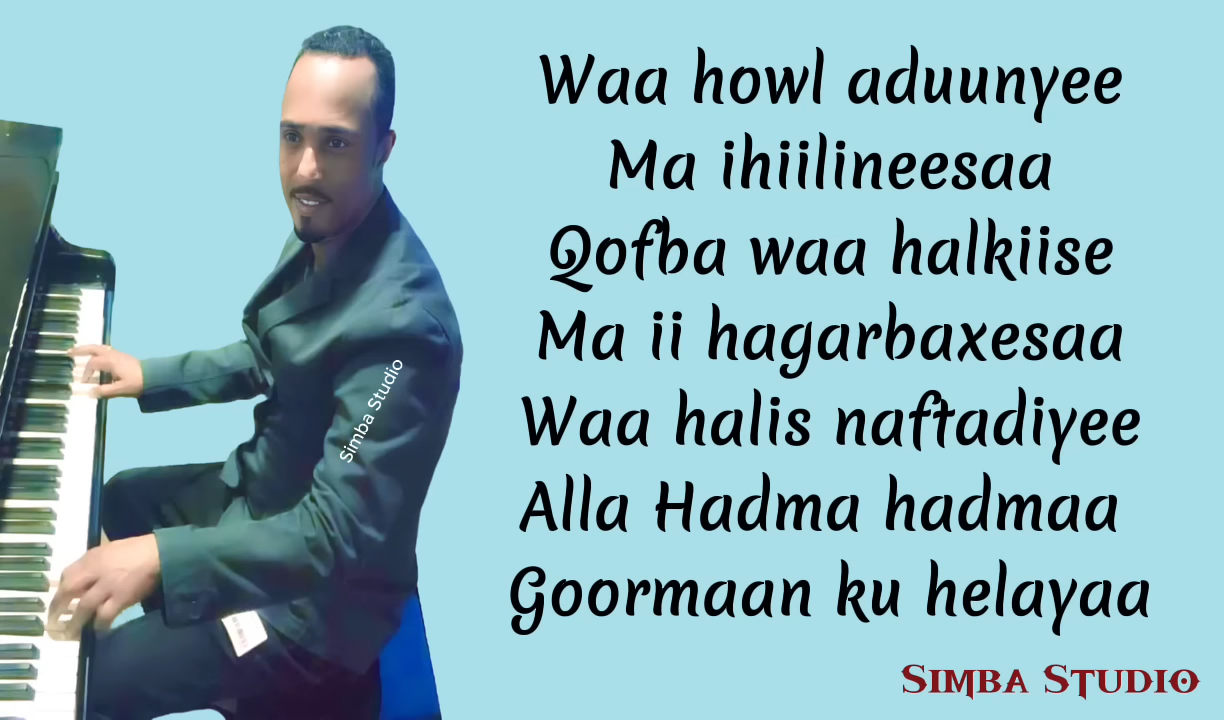 Waa howl aduunyee
Ma ihiilineesaa
Qofba waa halkiise
Ma ii hagarbaxesaa
Waa halis naftadiyee
Alla Hadma hadmaa
Goormaan ku helayaa
Simba Studio
Simba Studio